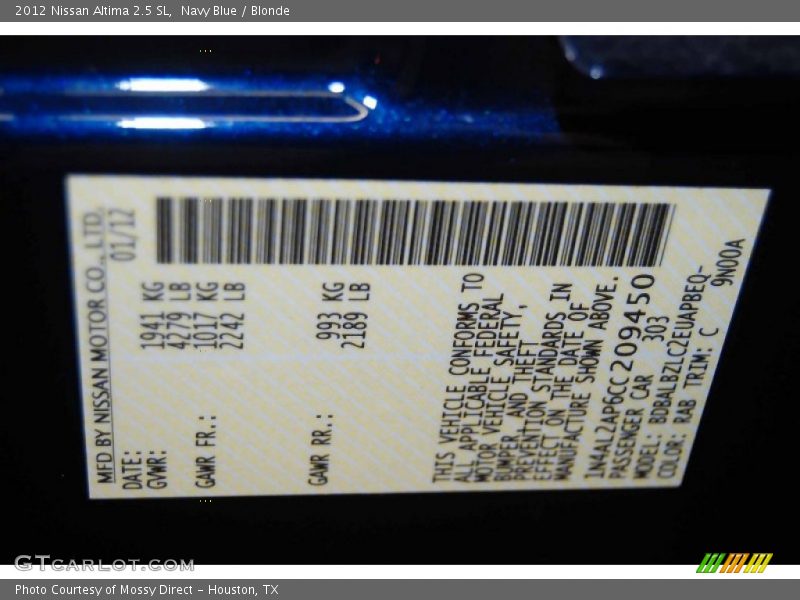 2012 Nissan Altima 2.5 SL,  Navy Blue / Blonde
MFD BY NISSAN MOTOR CO., LTD.
DATE: 01/12
GVWR: 1941 KG
4279 LB
GAWR FR.: 1017 KG
2242 LB
GAWR RR.: 993 KG
2189 LB
THIS VEHICLE CONFORMS TO
ALL APPLICABLE FEDERAL
MOTOR VEHICLE SAFETY,
BUMPER, AND THEFT
PREVENTION STANDARDS IN
EFFECT ON THE DATE OF
MANUFACTURE SHOWN ABOVE.
1N4AL2AP6CC209450
PASSENGER CAR 303
MODEL: BDBALBZLC2EUAPBEQ-
COLOR: RAB TRIM: C 9N00A
GTCARLOT.COM
Photo Courtesy of Mossy Direct – Houston, TX